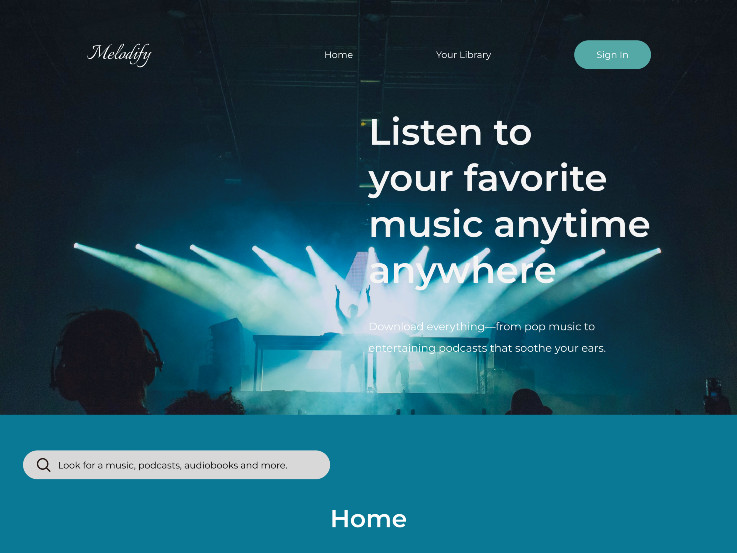 Melodify
Home
Your Library
Sign In
Listen to
your favorite
music anytime
anywhere
Download everything—from pop music to
entertaining podcasts that soothe your ears.
Look for a music, podcasts, audiobooks and more.
Home